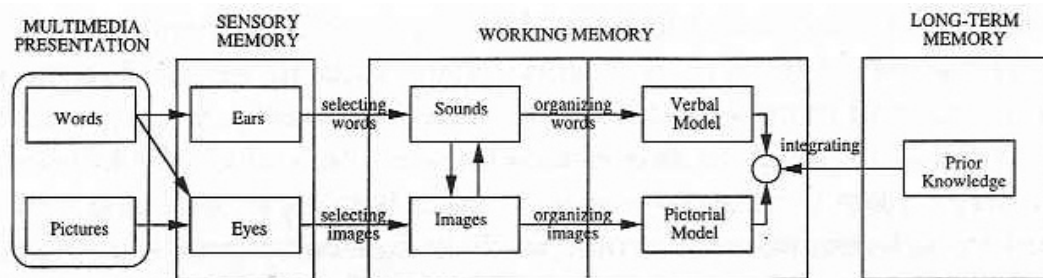 MULTIMEDIA
PRESENTATION
SENSORY
MEMORY
WORKING MEMORY
LONG-TERM
MEMORY
Words
Ears
selecting
words
Sounds
organizing
words
Verbal
Model
integrating
Prior
Knowledge
Pictures
Eyes
selecting
images
Images
organizing
images
Pictorial
Model